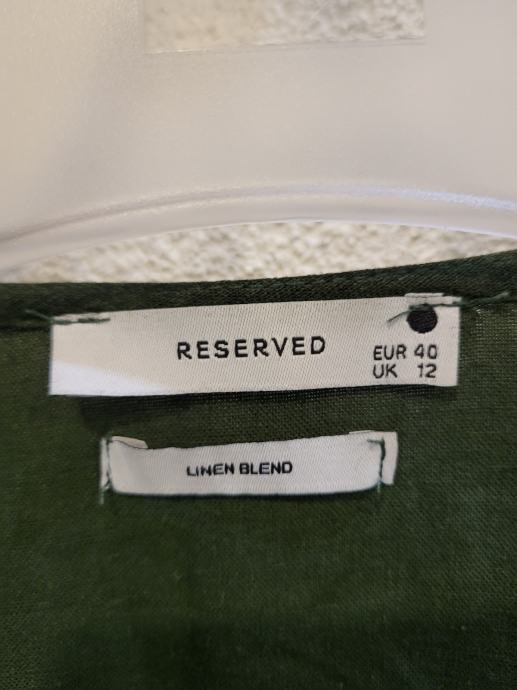 RESERVED
EUR 40
UK 12
LINEN BLEND